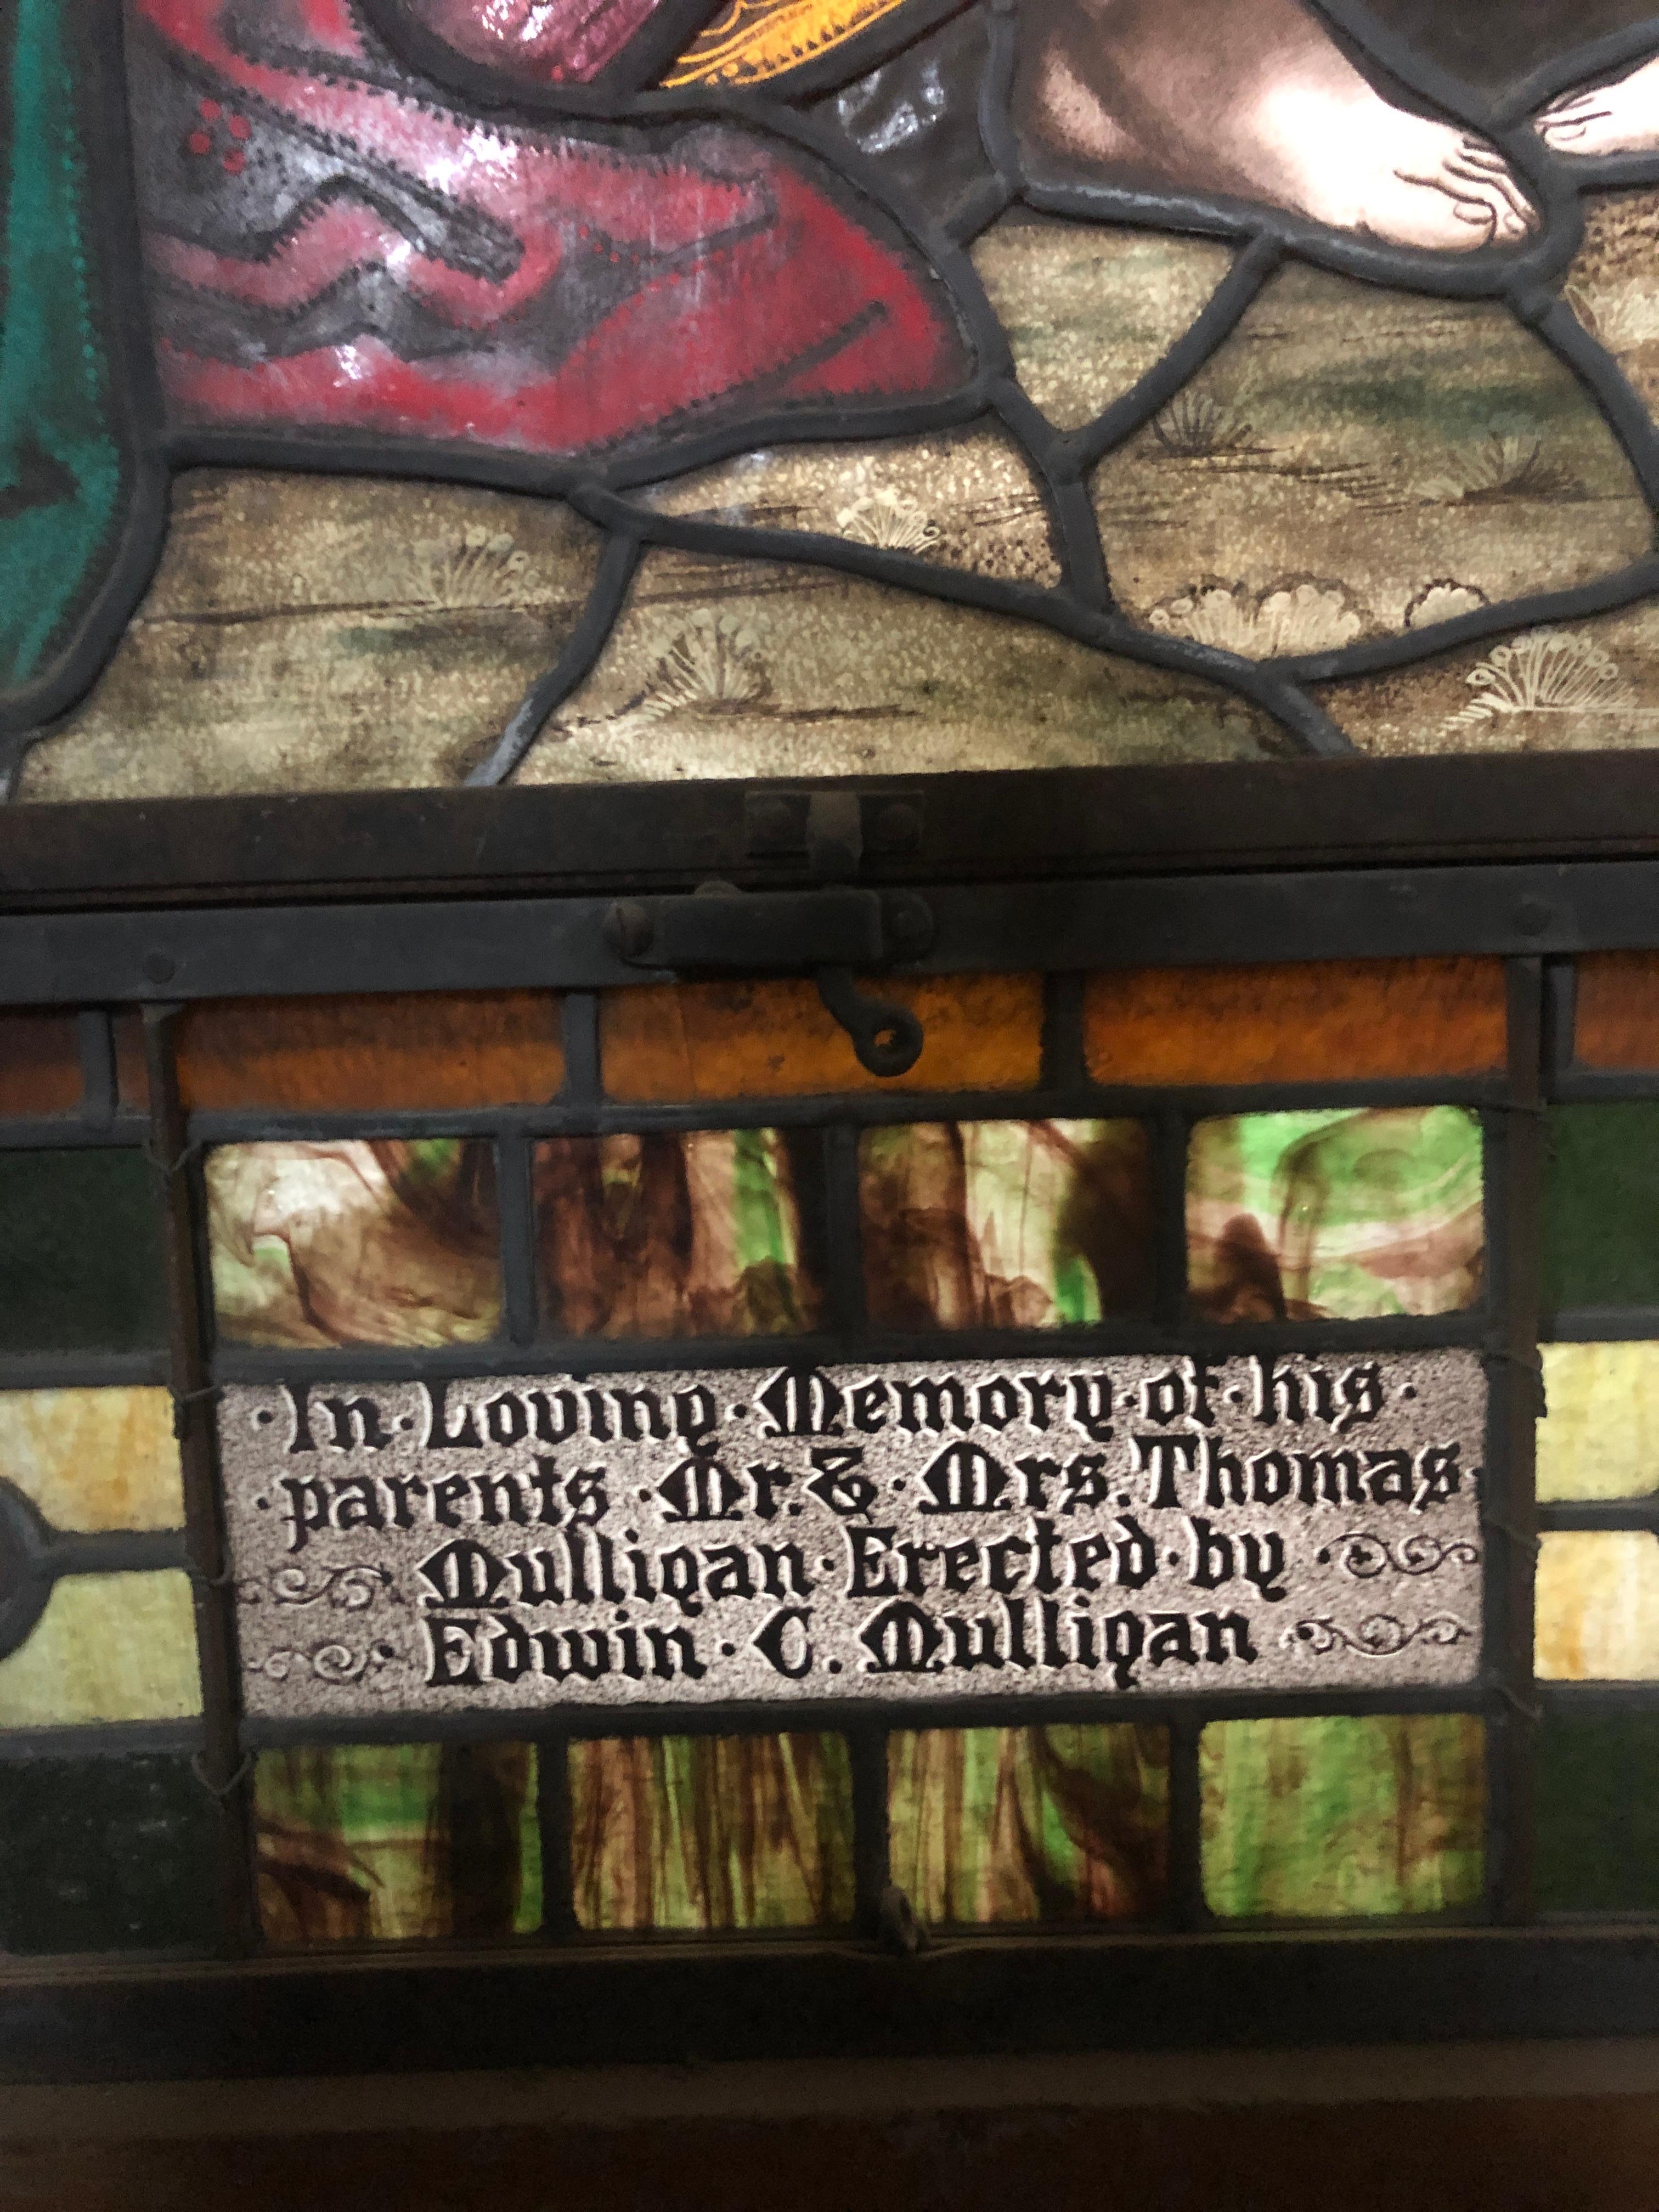 ·In·Loving·Memory·of·his·
·parents·Mr.&·Mrs.Thomas·
Mulligan·Erected·by·
Edwin·C.Mulligan·